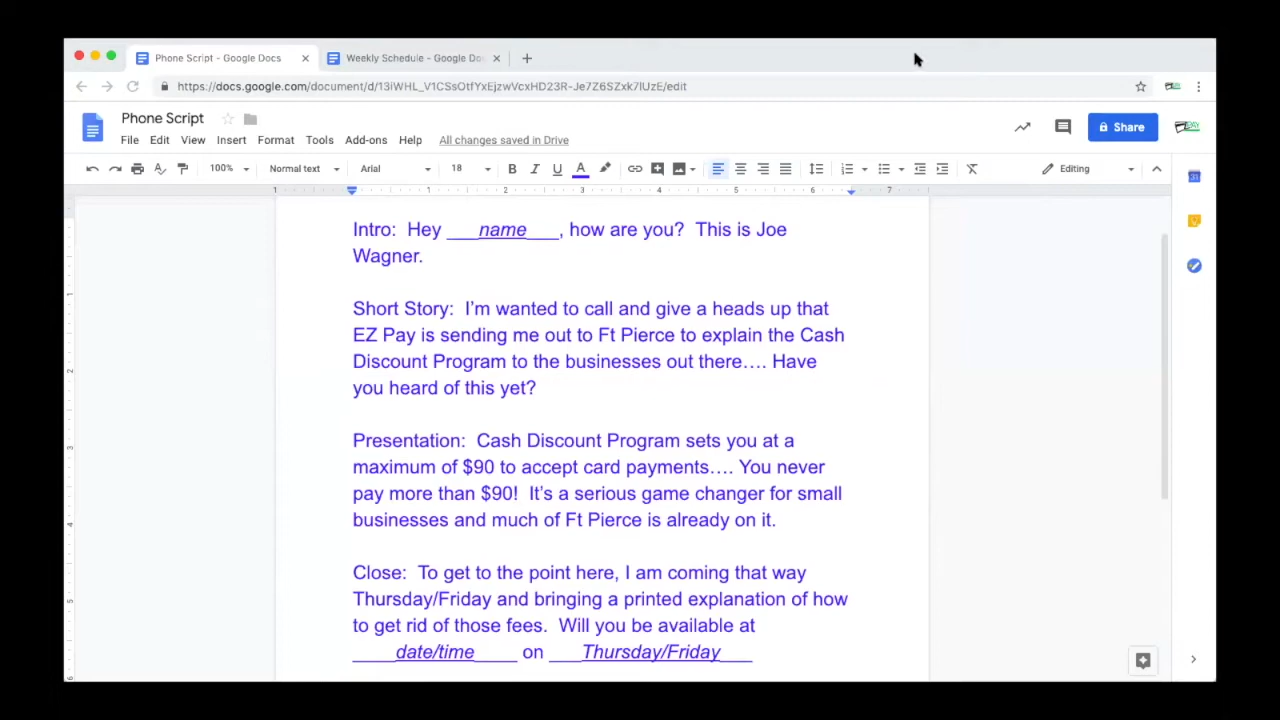 Phone Script - Google Docs
Weekly Schedule - Google Do
https://docs.google.com/document/d/13iWHL_V1CSsOtfYxEjzwVcxHD23R-Je7Z6SZxk7lUzE/edit
Phone Script
File Edit View Insert Format Tools Add-ons Help All changes saved in Drive
Share
100% Normal text Arial 18 B I U A Editing
1 1 2 3 4 5 6 7
Intro: Hey ___name___, how are you? This is Joe
Wagner.
Short Story: I'm wanted to call and give a heads up that
EZ Pay is sending me out to Ft Pierce to explain the Cash
Discount Program to the businesses out there…. Have
you heard of this yet?
Presentation: Cash Discount Program sets you at a
maximum of $90 to accept card payments…. You never
pay more than $90! It's a serious game changer for small
businesses and much of Ft Pierce is already on it.
Close: To get to the point here, I am coming that way
Thursday/Friday and bringing a printed explanation of how
to get rid of those fees. Will you be available at
____date/time____ on ___Thursday/Friday___